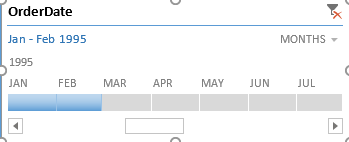 OrderDate
Jan - Feb 1995
MONTHS
1995
JAN FEB MAR APR MAY JUN JUL